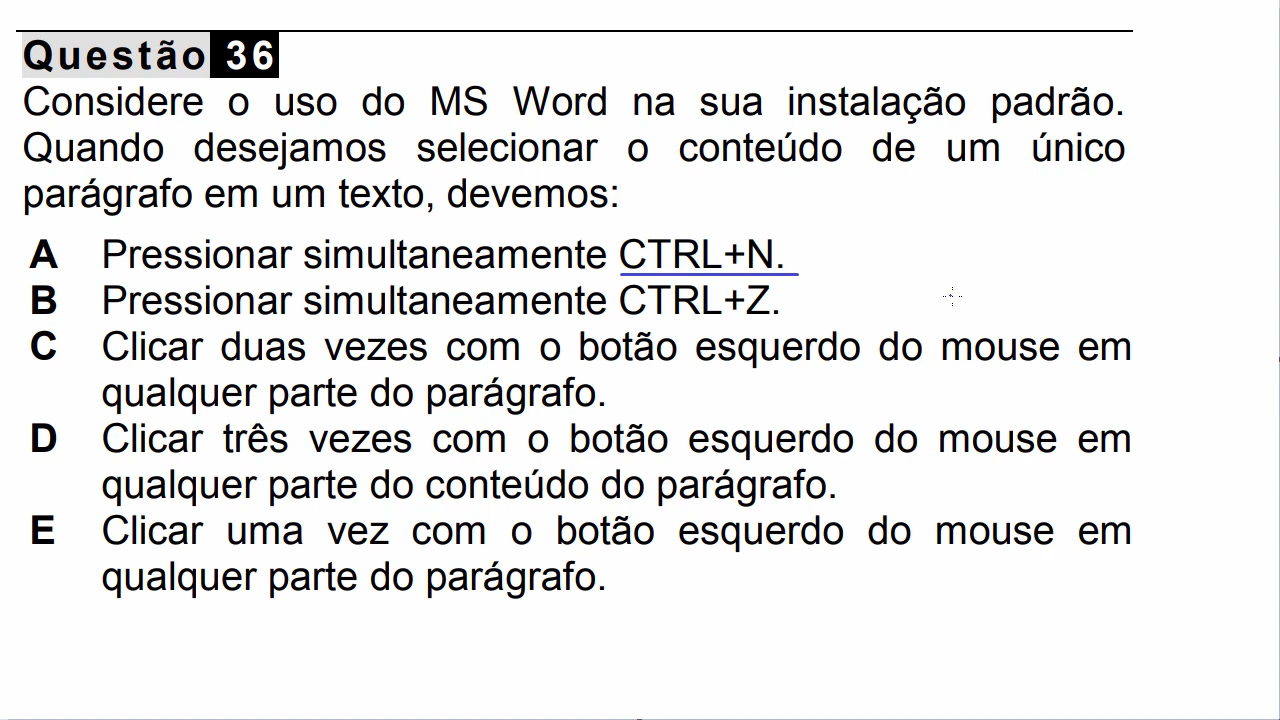 Questão 36
Considere o uso do MS Word na sua instalação padrão.
Quando desejamos selecionar o conteúdo de um único
parágrafo em um texto, devemos:
A Pressionar simultaneamente CTRL+N.
B Pressionar simultaneamente CTRL+Z.
C Clicar duas vezes com o botão esquerdo do mouse em
qualquer parte do parágrafo.
D Clicar três vezes com o botão esquerdo do mouse em
qualquer parte do conteúdo do parágrafo.
E Clicar uma vez com o botão esquerdo do mouse em
qualquer parte do parágrafo.